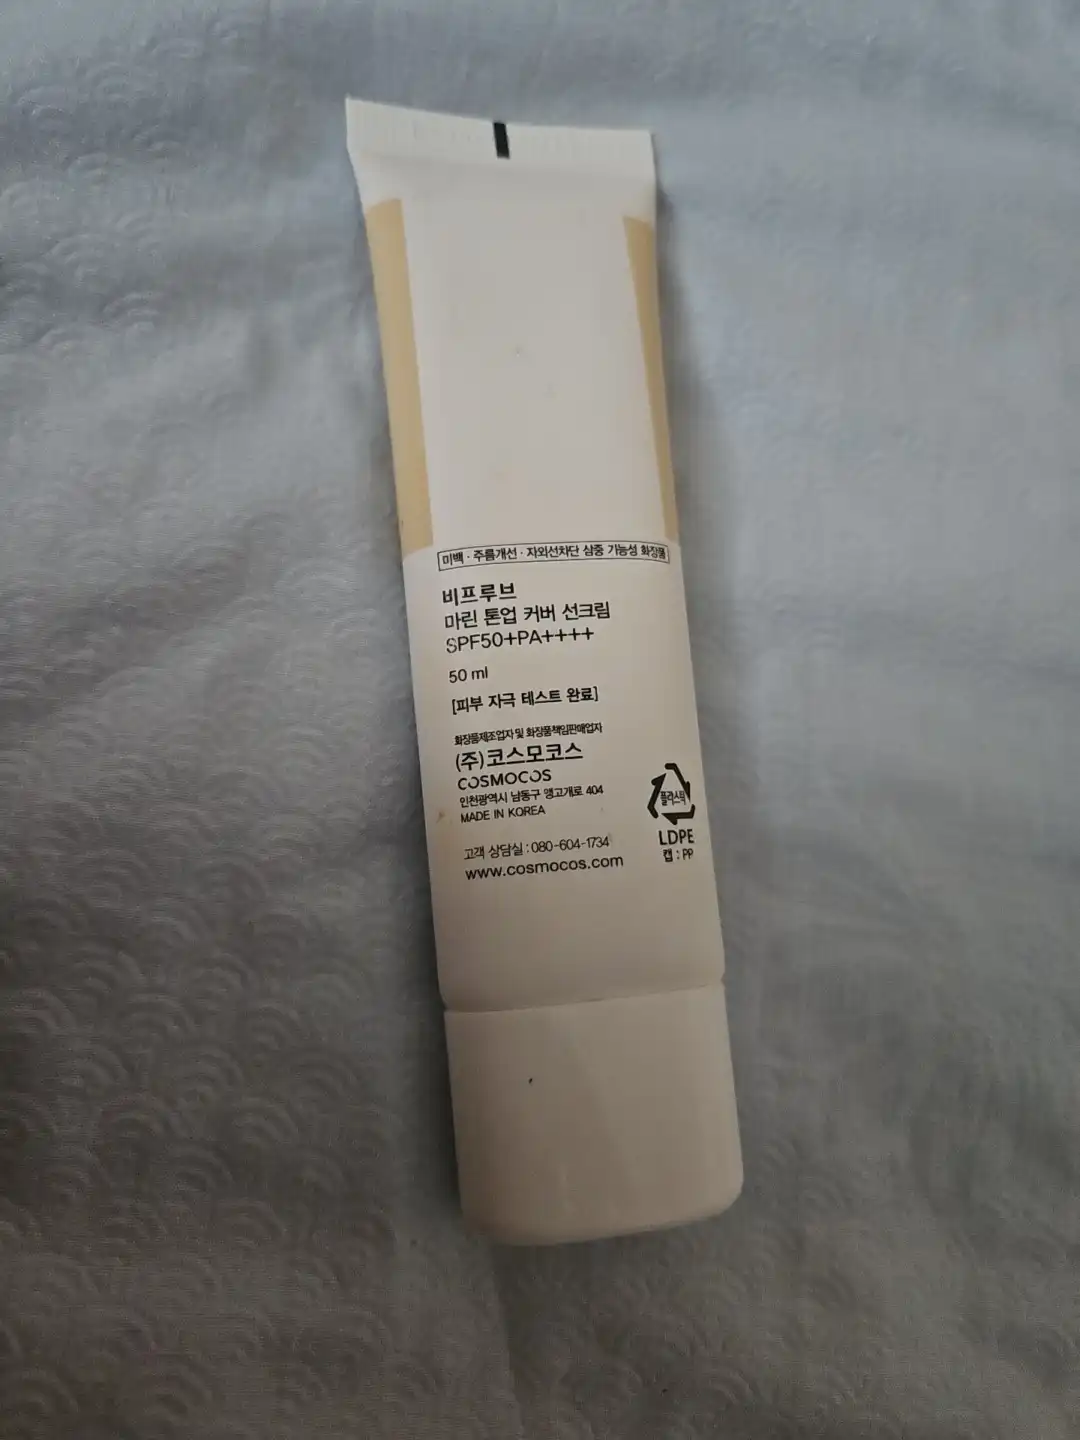 미백 · 주름개선 · 자외선차단 삼중 기능성 화장품
비프루브
마린 톤업 커버 선크림
SPF50+PA++++
50 ml
[피부 자극 테스트 완료]
화장품제조업자 및 화장품책임판매업자
(주)코스모코스
COSMOCOS
인천광역시 남동구 앵고개로 404
MADE IN KOREA
고객 상담실 : 080-604-1734
www.cosmocos.com
플라스틱
LDPE
캡 : PP